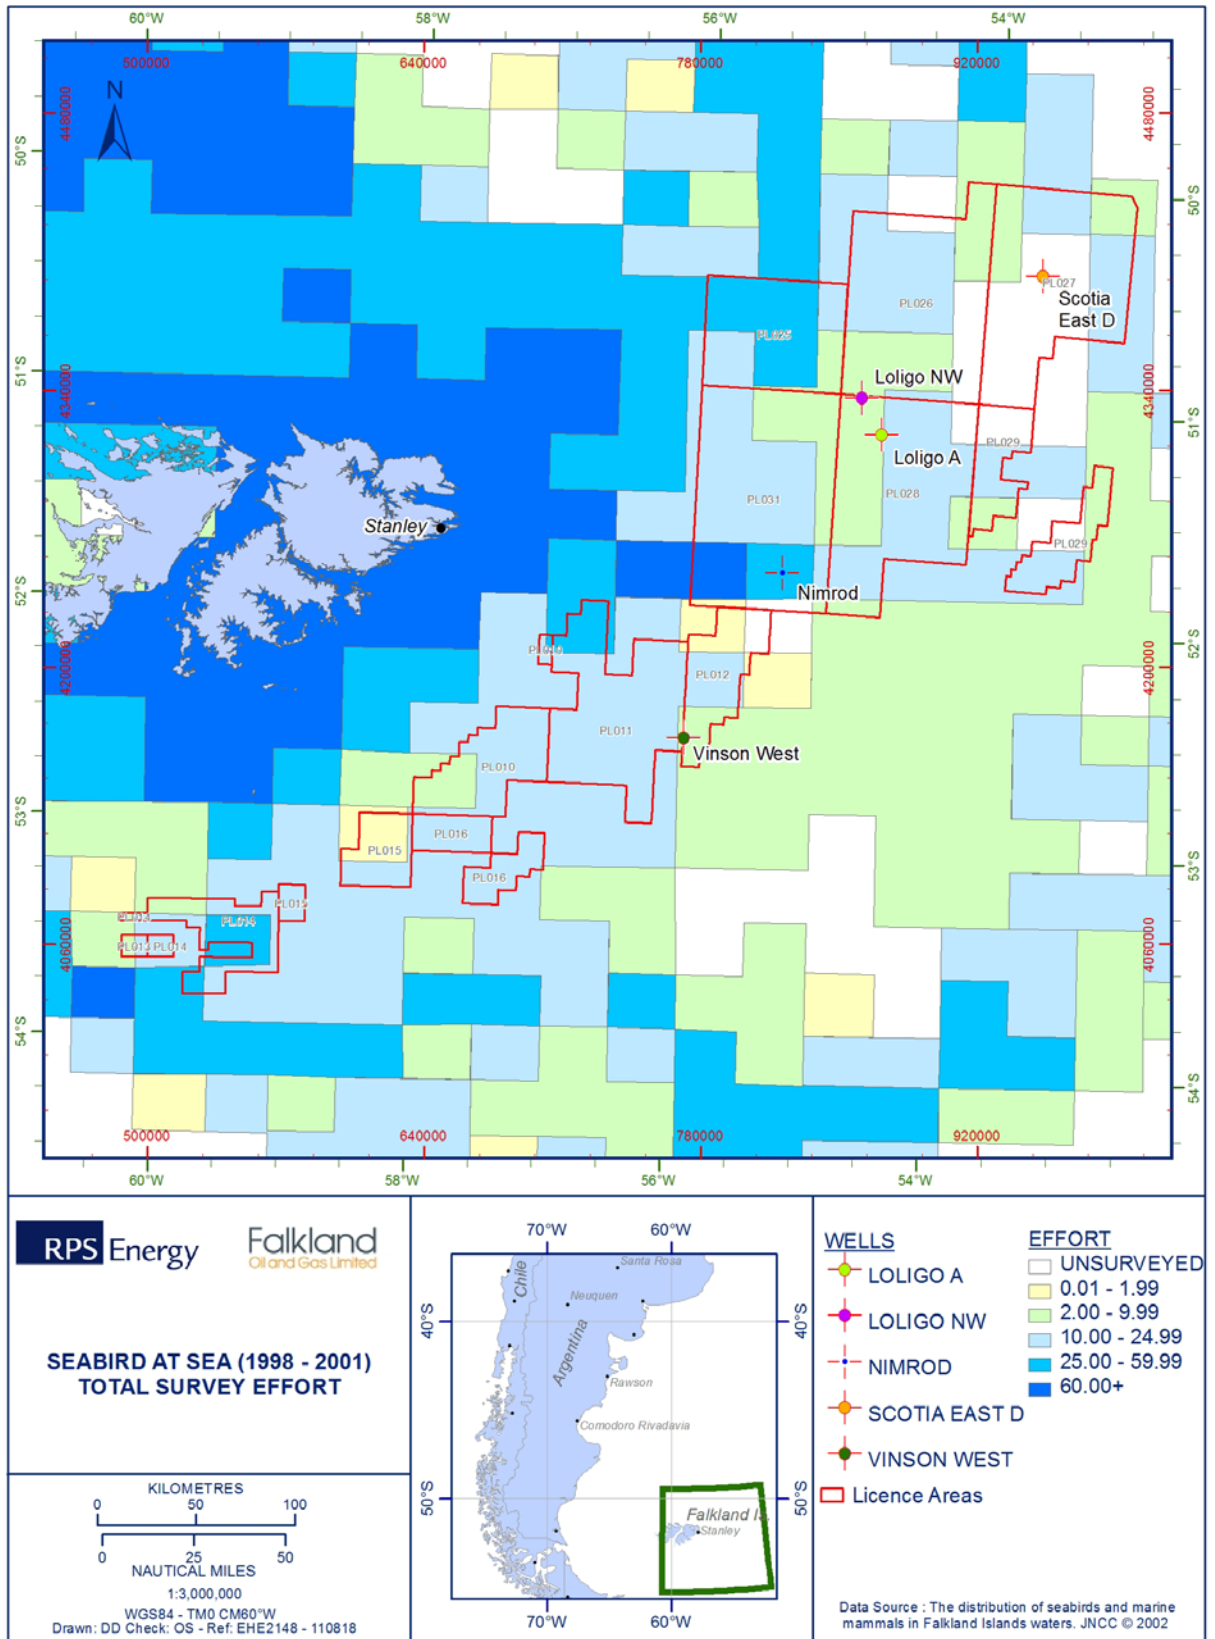 60°W 58°W 56°W 54°W
500000 640000 780000 920000
N
4480000 4480000
50°S 50°S
PL027
Scotia
East D
PL026
PL025
51°S
Loligo NW
4340000 4340000
51°S
PL029
Loligo A
PL031 PL028
Stanley
PL029
52°S
Nimrod
PL010
52°S
4200000 4200000
PL012
PL011
Vinson West
PL010
53°S
PL016
PL015
53°S
PL016
PL015
PL013 PL014
PL013 PL014
4060000 4060000
54°S
54°S
500000 640000 780000 920000
60°W 58°W 56°W 54°W
RPS Energy
Falkland
Oil and Gas Limited
SEABIRD AT SEA (1998 - 2001)
TOTAL SURVEY EFFORT
KILOMETRES
0 50 100
0 25 50
NAUTICAL MILES
1:3,000,000
WGS84 - TM0 CM60°W
Drawn: DD Check: OS - Ref: EHE2148 - 110818
70°W 60°W
Santa Rosa
Chile
Neuquen
40°S 40°S
Argentina
Rawson
Comodoro Rivadavia
50°S 50°S
Falkland Is.
Stanley
70°W 60°W
WELLS
LOLIGO A
LOLIGO NW
NIMROD
SCOTIA EAST D
VINSON WEST
Licence Areas
EFFORT
UNSURVEYED
0.01 - 1.99
2.00 - 9.99
10.00 - 24.99
25.00 - 59.99
60.00+
Data Source : The distribution of seabirds and marine
mammals in Falkland Islands waters. JNCC © 2002